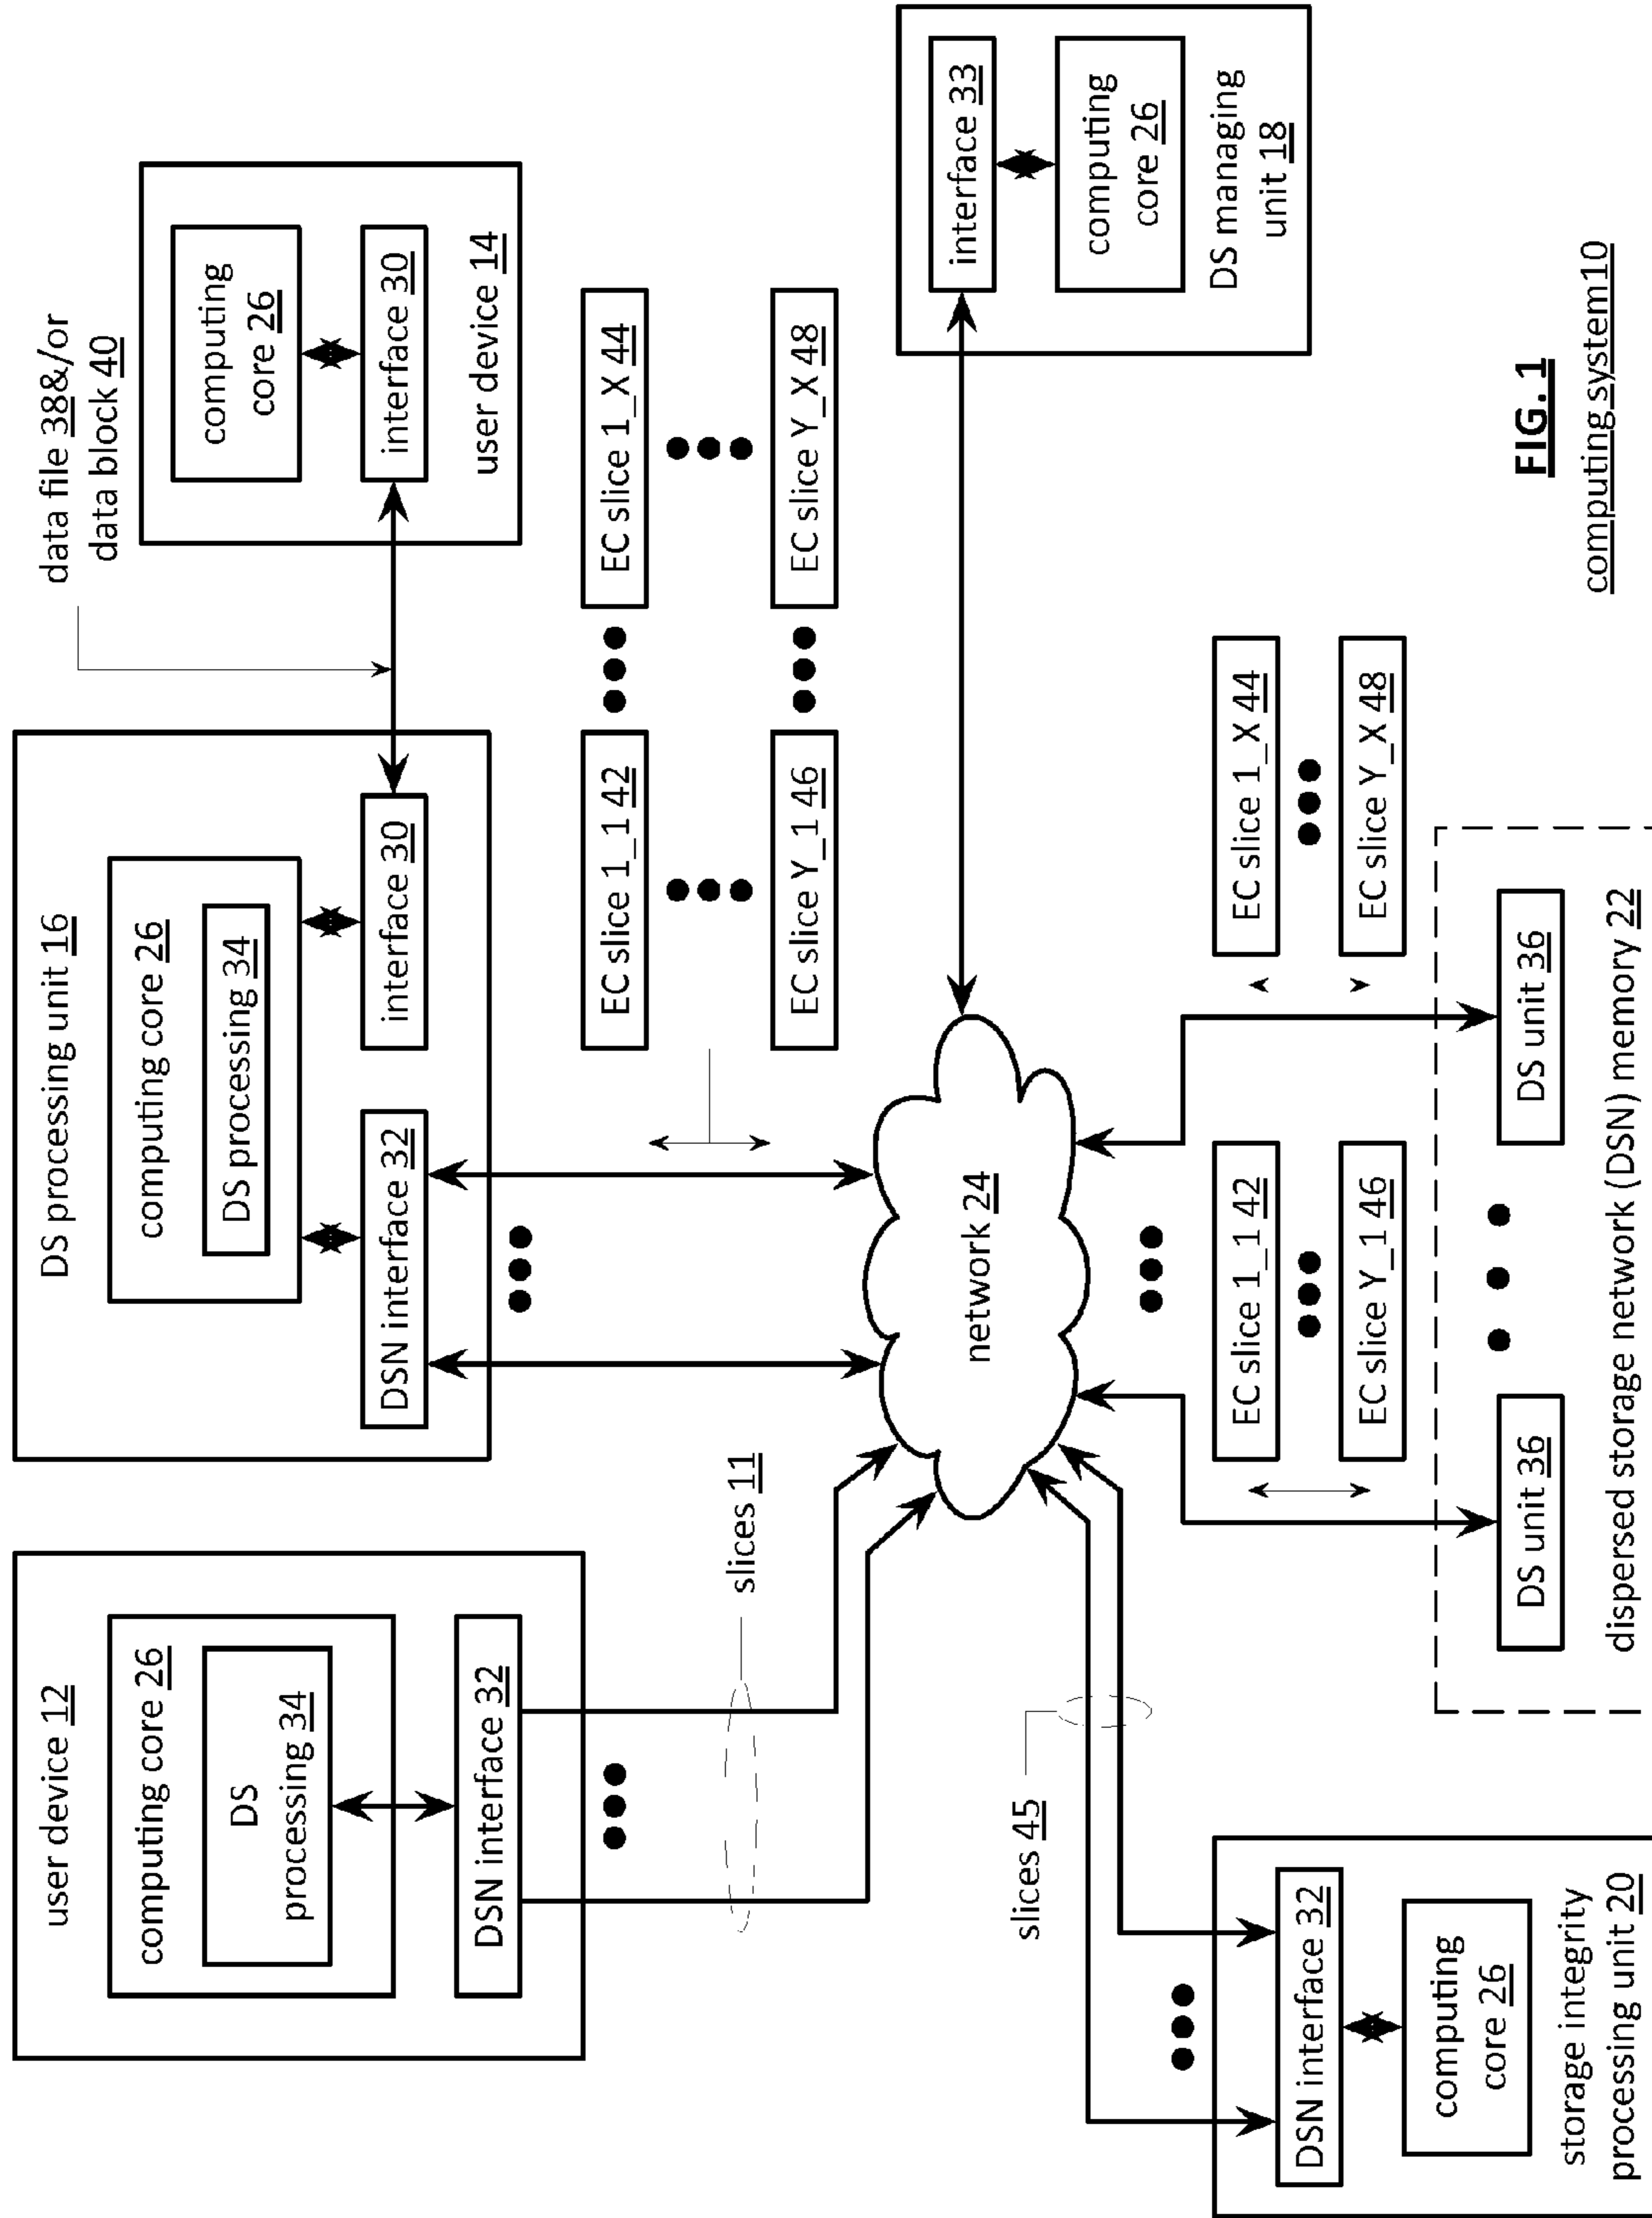 user device 12
computing core 26
DS
processing 34
DSN interface 32
slices 11
DS processing unit 16
computing core 26
DS processing 34
DSN interface 32
interface 30
data file 38&/or
data block 40
computing
core 26
interface 30
user device 14
EC slice 1_1 42
EC slice 1_X 44
EC slice Y_1 46
EC slice Y_X 48
network 24
interface 33
computing
core 26
DS managing
unit 18
slices 45
DSN interface 32
computing
core 26
storage integrity
processing unit 20
EC slice 1_1 42
EC slice Y_1 46
EC slice 1_X 44
EC slice Y_X 48
DS unit 36
DS unit 36
dispersed storage network (DSN) memory 22
FIG. 1
computing system10